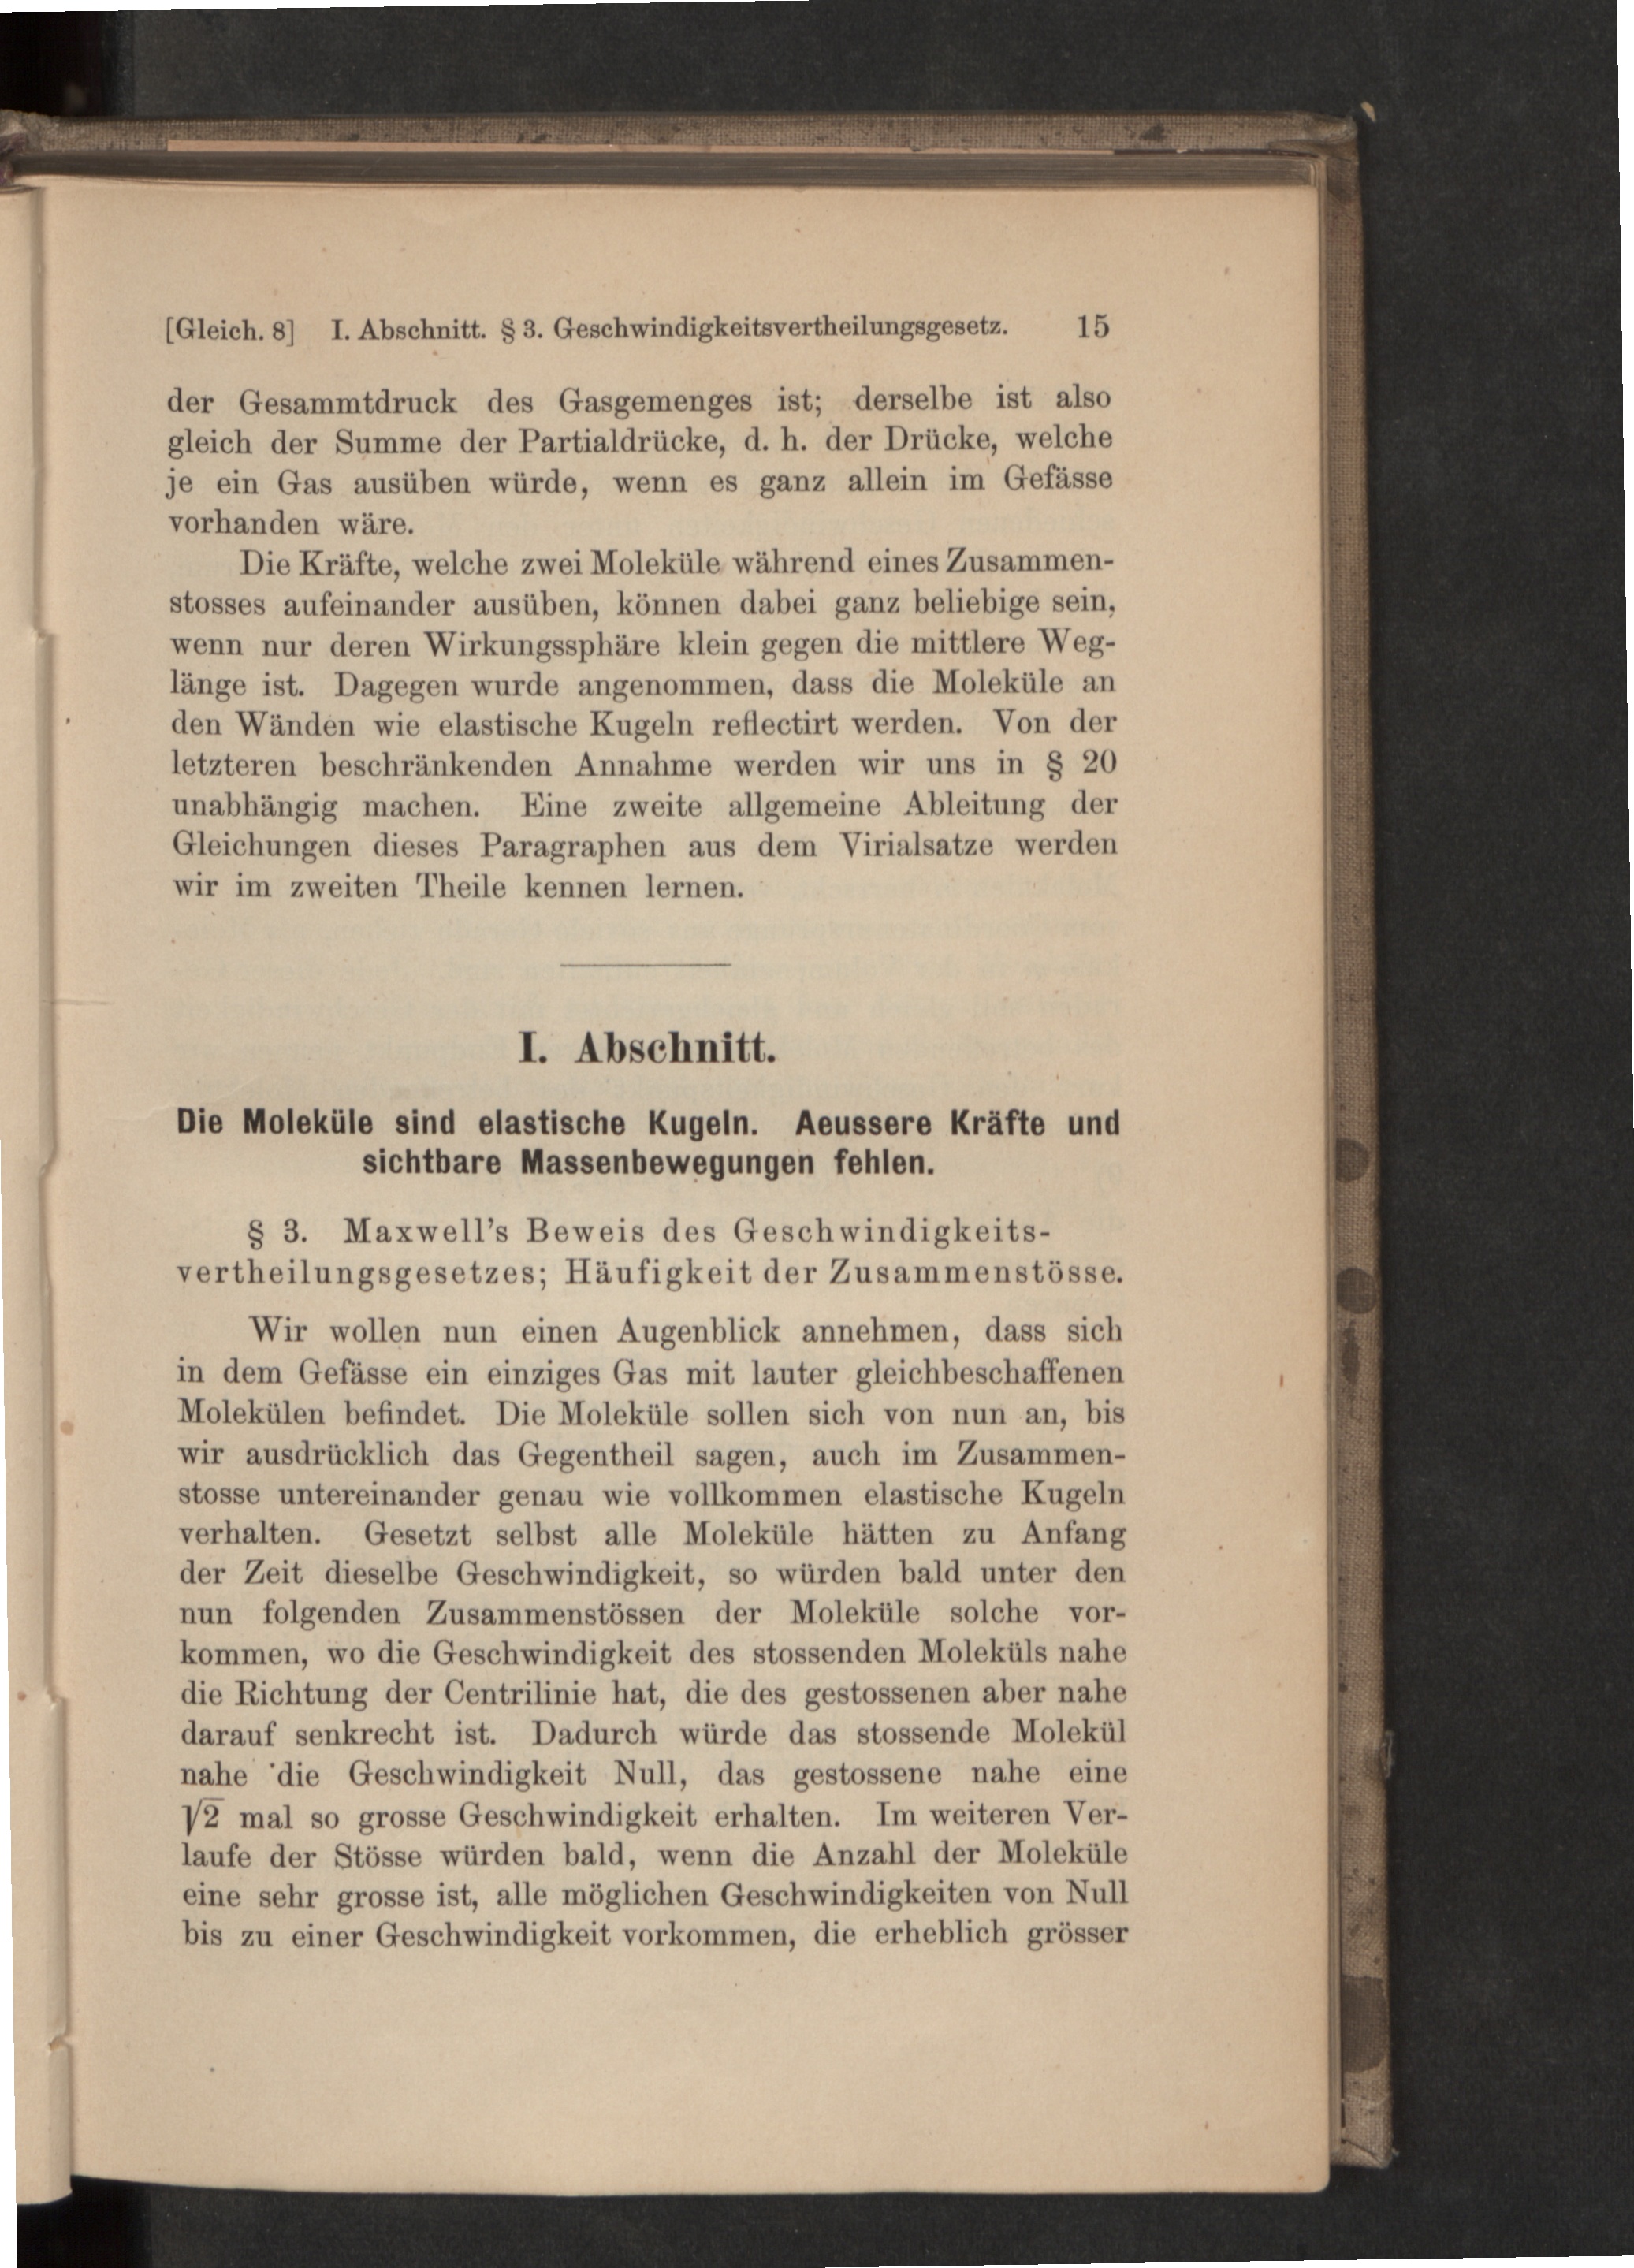 [Gleich. 8] I. Abschnitt. § 3. Geschwindigkeitsvertheilungsgesetz. 15
der Gesammtdruck des Gasgemenges ist; derselbe ist also
gleich der Summe der Partialdrücke, d. h. der Drücke, welche
je ein Gas ausüben würde, wenn es ganz allein im Gefässe
vorhanden wäre.
Die Kräfte, welche zwei Moleküle während eines Zusammen-
stosses aufeinander ausüben, können dabei ganz beliebige sein,
wenn nur deren Wirkungssphäre klein gegen die mittlere Weg-
länge ist. Dagegen wurde angenommen, dass die Moleküle an
den Wänden wie elastische Kugeln reflectirt werden. Von der
letzteren beschränkenden Annahme werden wir uns in § 20
unabhängig machen. Eine zweite allgemeine Ableitung der
Gleichungen dieses Paragraphen aus dem Virialsatze werden
wir im zweiten Theile kennen lernen.
I. Abschnitt.
Die Moleküle sind elastische Kugeln. Aeussere Kräfte und
sichtbare Massenbewegungen fehlen.
§ 3. Maxwell's Beweis des Geschwindigkeits-
vertheilungsgesetzes; Häufigkeit der Zusammenstösse.
Wir wollen nun einen Augenblick annehmen, dass sich
in dem Gefässe ein einziges Gas mit lauter gleichbeschaffenen
Molekülen befindet. Die Moleküle sollen sich von nun an, bis
wir ausdrücklich das Gegentheil sagen, auch im Zusammen-
stosse untereinander genau wie vollkommen elastische Kugeln
verhalten. Gesetzt selbst alle Moleküle hätten zu Anfang
der Zeit dieselbe Geschwindigkeit, so würden bald unter den
nun folgenden Zusammenstössen der Moleküle solche vor-
kommen, wo die Geschwindigkeit des stossenden Moleküls nahe
die Richtung der Centrilinie hat, die des gestossenen aber nahe
darauf senkrecht ist. Dadurch würde das stossende Molekül
nahe die Geschwindigkeit Null, das gestossene nahe eine
√2 mal so grosse Geschwindigkeit erhalten. Im weiteren Ver-
laufe der Stösse würden bald, wenn die Anzahl der Moleküle
eine sehr grosse ist, alle möglichen Geschwindigkeiten von Null
bis zu einer Geschwindigkeit vorkommen, die erheblich grösser